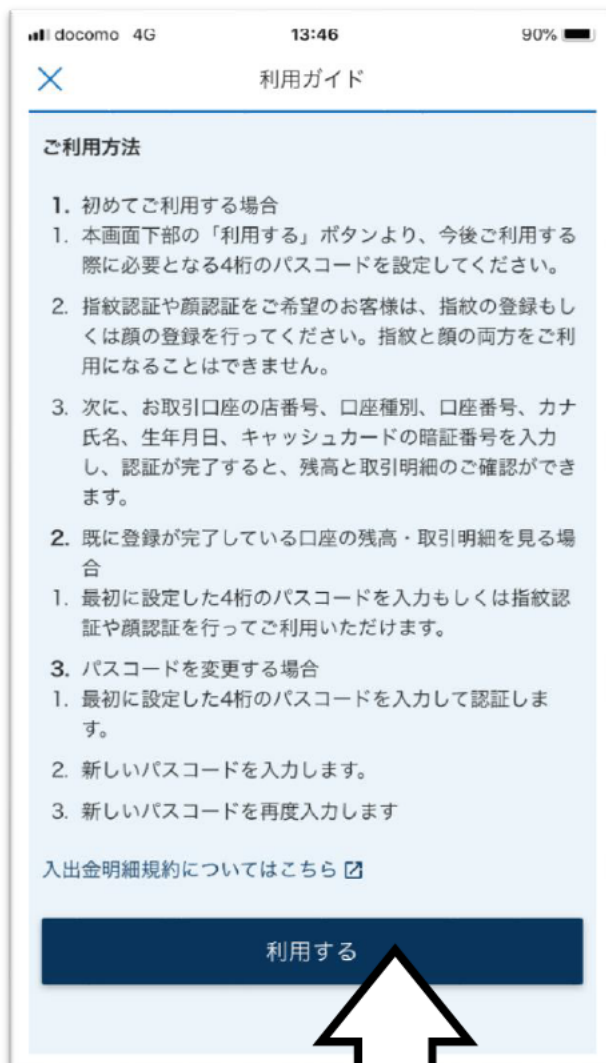 docomo 4G 13:46 90%
利用ガイド
ご利用方法
1. 初めてご利用する場合
1. 本画面下部の「利用する」ボタンより、今後ご利用する
際に必要となる4桁のパスコードを設定してください。
2. 指紋認証や顔認証をご希望のお客様は、指紋の登録もし
くは顔の登録を行ってください。指紋と顔の両方をご利
用になることはできません。
3. 次に、お取引口座の店番号、口座種別、口座番号、カナ
氏名、生年月日、キャッシュカードの暗証番号を入力
し、認証が完了すると、残高と取引明細のご確認ができ
ます。
2. 既に登録が完了している口座の残高・取引明細を見る場
合
1. 最初に設定した4桁のパスコードを入力もしくは指紋認
証や顔認証を行ってご利用いただけます。
3. パスコードを変更する場合
1. 最初に設定した4桁のパスコードを入力して認証しま
す。
2. 新しいパスコードを入力します。
3. 新しいパスコードを再度入力します
入出金明細規約についてはこちら
利用する